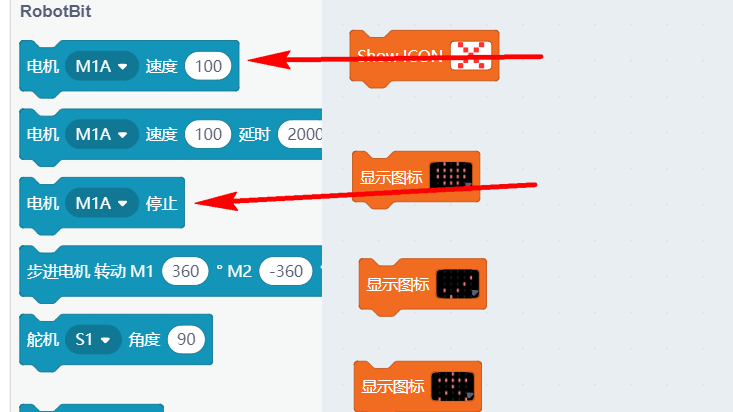 RobotBit
电机 M1A 速度 100
Show ICON
电机 M1A 速度 100 延时 2000
显示图标
电机 M1A 停止
步进电机 转动 M1 360 ° M2 -360 °
显示图标
舵机 S1 角度 90
显示图标